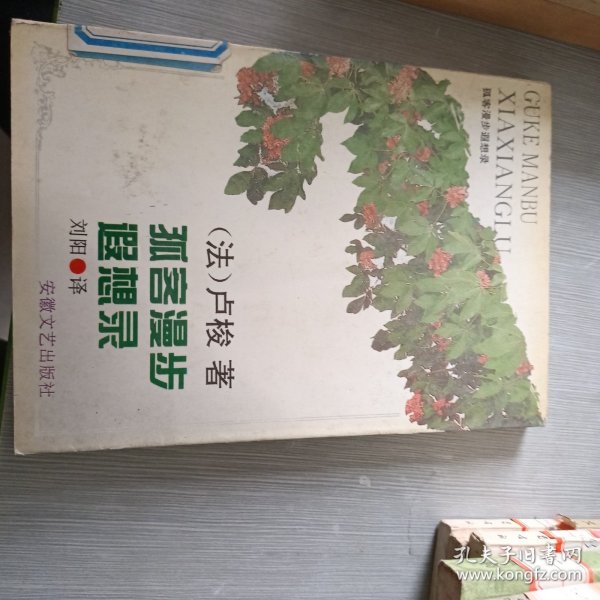 GUKE MANBU
XIAXIANGLU
孤客漫步遐想录
(法)卢梭 著
孤客漫步
遐想录
刘阳●译
安徽文艺出版社
孔夫子旧书网
www.kongfz.com